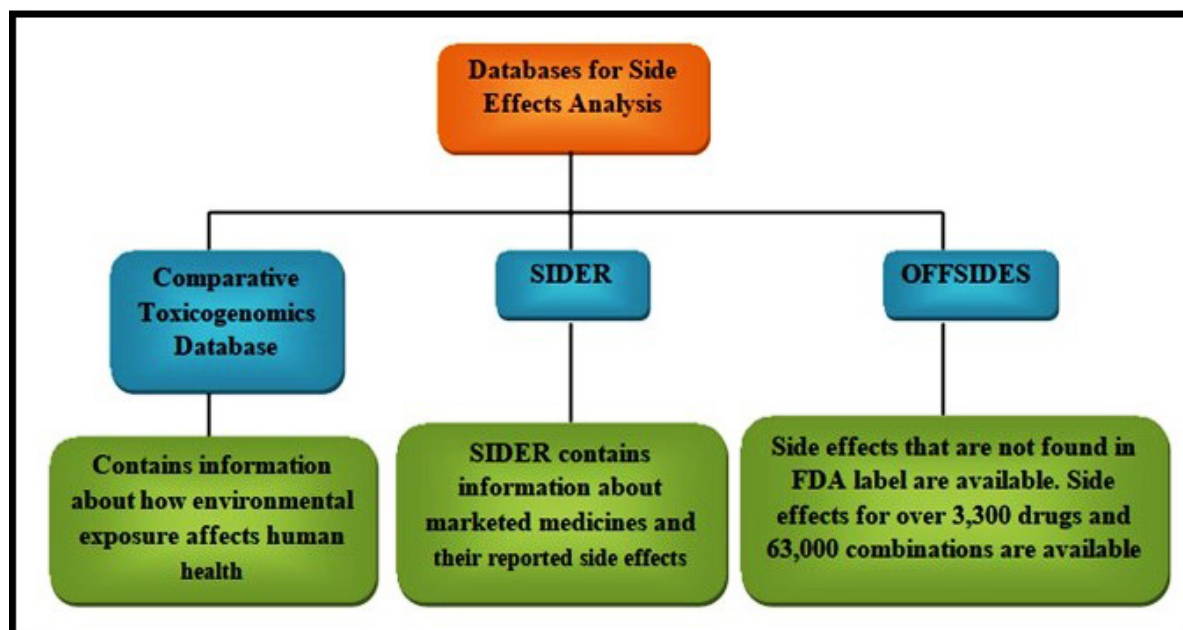 Databases for Side
Effects Analysis
Comparative
Toxicogenomics
Database
SIDER
OFFSIDES
Contains information
about how environmental
exposure affects human
health
SIDER contains
information about
marketed medicines and
their reported side effects
Side effects that are not found in
FDA label are available. Side
effects for over 3,300 drugs and
63,000 combinations are available